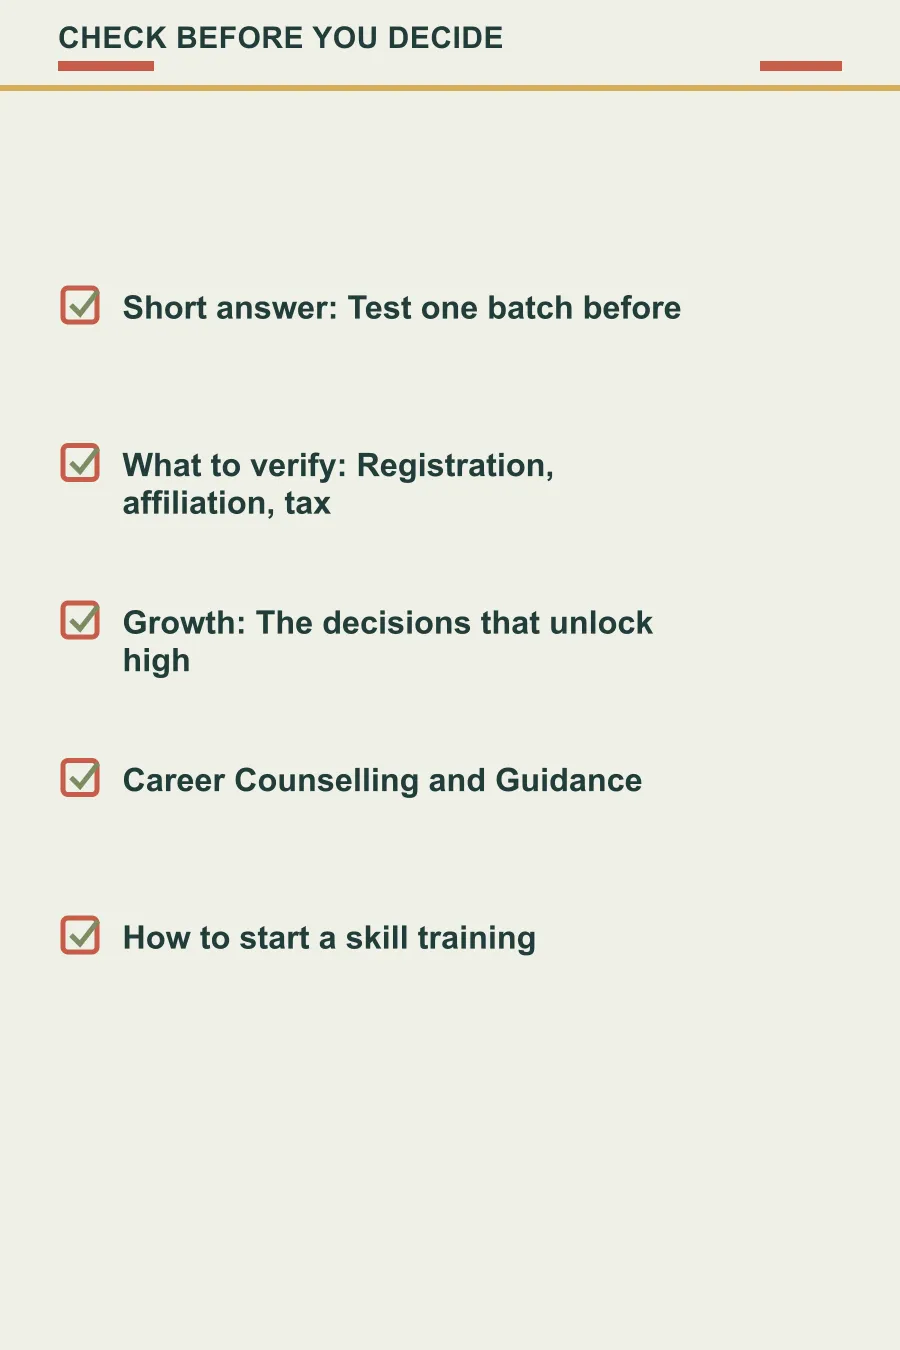 CHECK BEFORE YOU DECIDE
Short answer: Test one batch before
What to verify: Registration,
affiliation, tax
Growth: The decisions that unlock
high
Career Counselling and Guidance
How to start a skill training